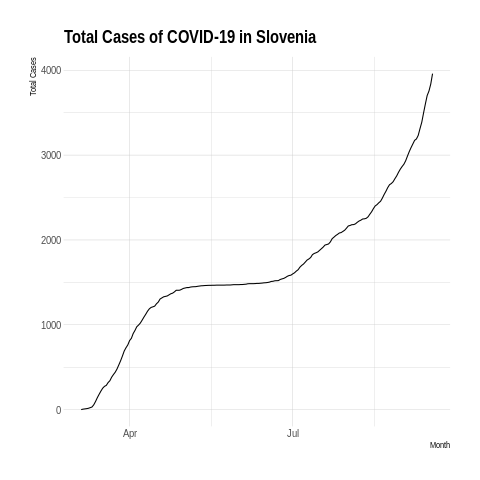 Total Cases of COVID-19 in Slovenia
Total Cases
4000
3000
2000
1000
0
Apr
Jul
Month